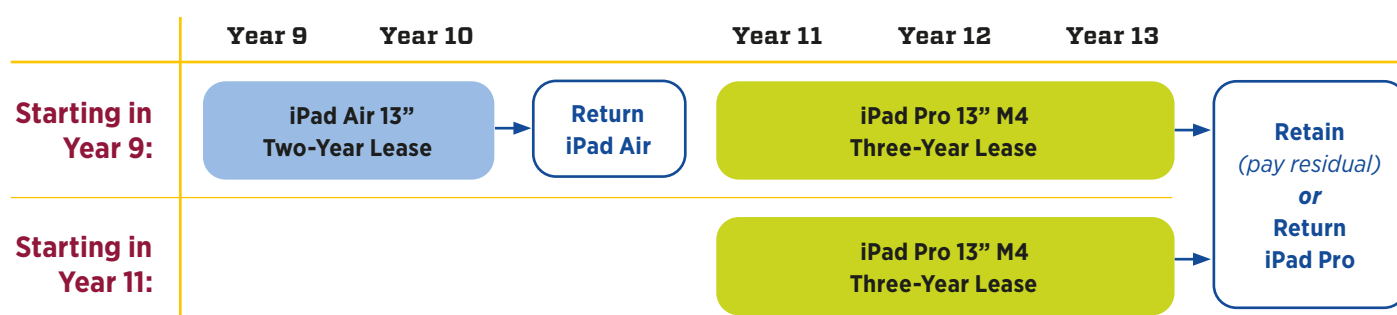 Year 9 Year 10 Year 11 Year 12 Year 13
Starting in
Year 9:
iPad Air 13”
Two-Year Lease
Return
iPad Air
iPad Pro 13” M4
Three-Year Lease
Retain
(pay residual)
or
Return
iPad Pro
Starting in
Year 11:
iPad Pro 13” M4
Three-Year Lease